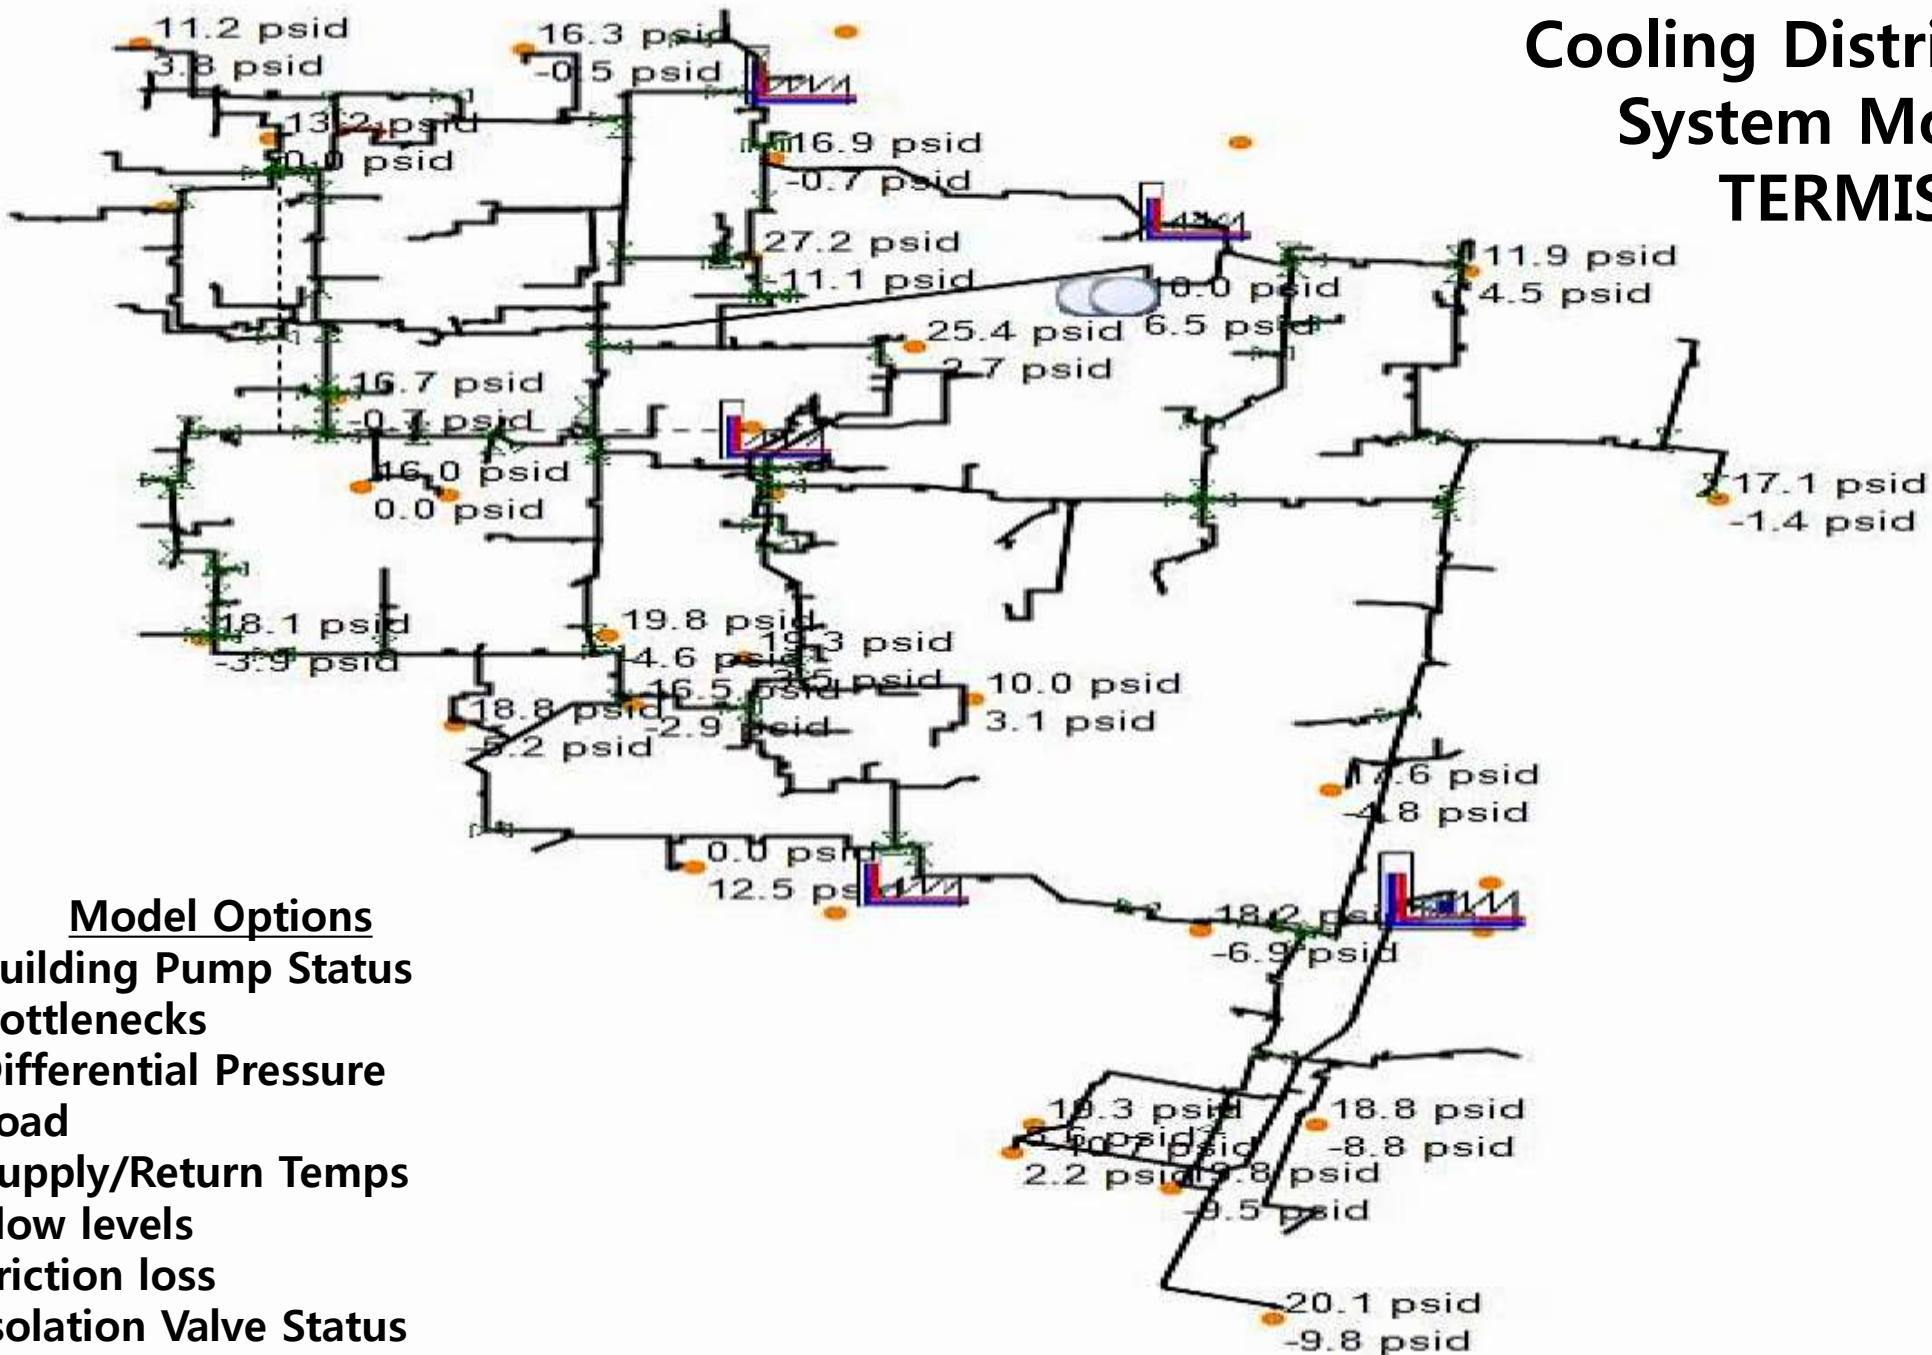 Cooling Distri
System Mo
TERMIS
11.2 psid
3.8 psid
16.3 psid
-0.5 psid
13.2 psid
0.0 psid
16.9 psid
-0.7 psid
27.2 psid
-11.1 psid
11.9 psid
4.5 psid
psid
6.5 psid
25.4 psid
2.7 psid
16.7 psid
-0.7 psid
16.0 psid
0.0 psid
17.1 psid
-1.4 psid
18.1 psid
-3.9 psid
19.8 psid
-4.6 psid
19.3 psid
psid
16.5 psid
-2.9 psid
10.0 psid
3.1 psid
18.8 psid
-5.2 psid
psid
-4.8 psid
0.0 psid
12.5 psid
18.2 psi
-6.9 psid
Model Options
uilding Pump Status
ottlenecks
ifferential Pressure
oad
upply/Return Temps
low levels
riction loss
solation Valve Status
psid
psid
psid
2.2 psid
18.8 psid
-8.8 psid
psid
-9.5 psid
20.1 psid
-9.8 psid